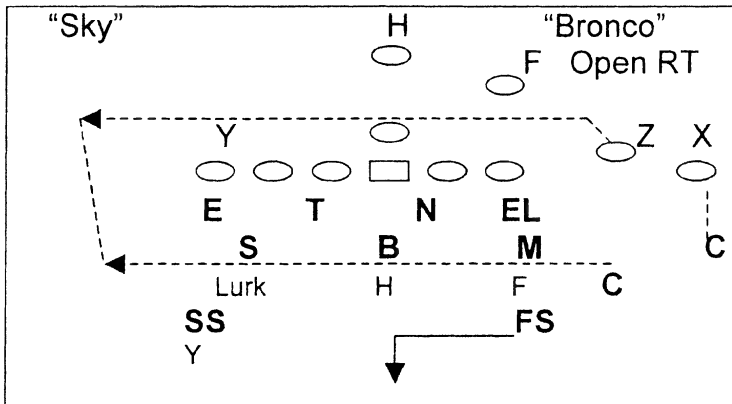 “Sky” H “Bronco”
F Open RT
Y Z X
E T N EL
S B M C
Lurk H F C
SS FS
Y